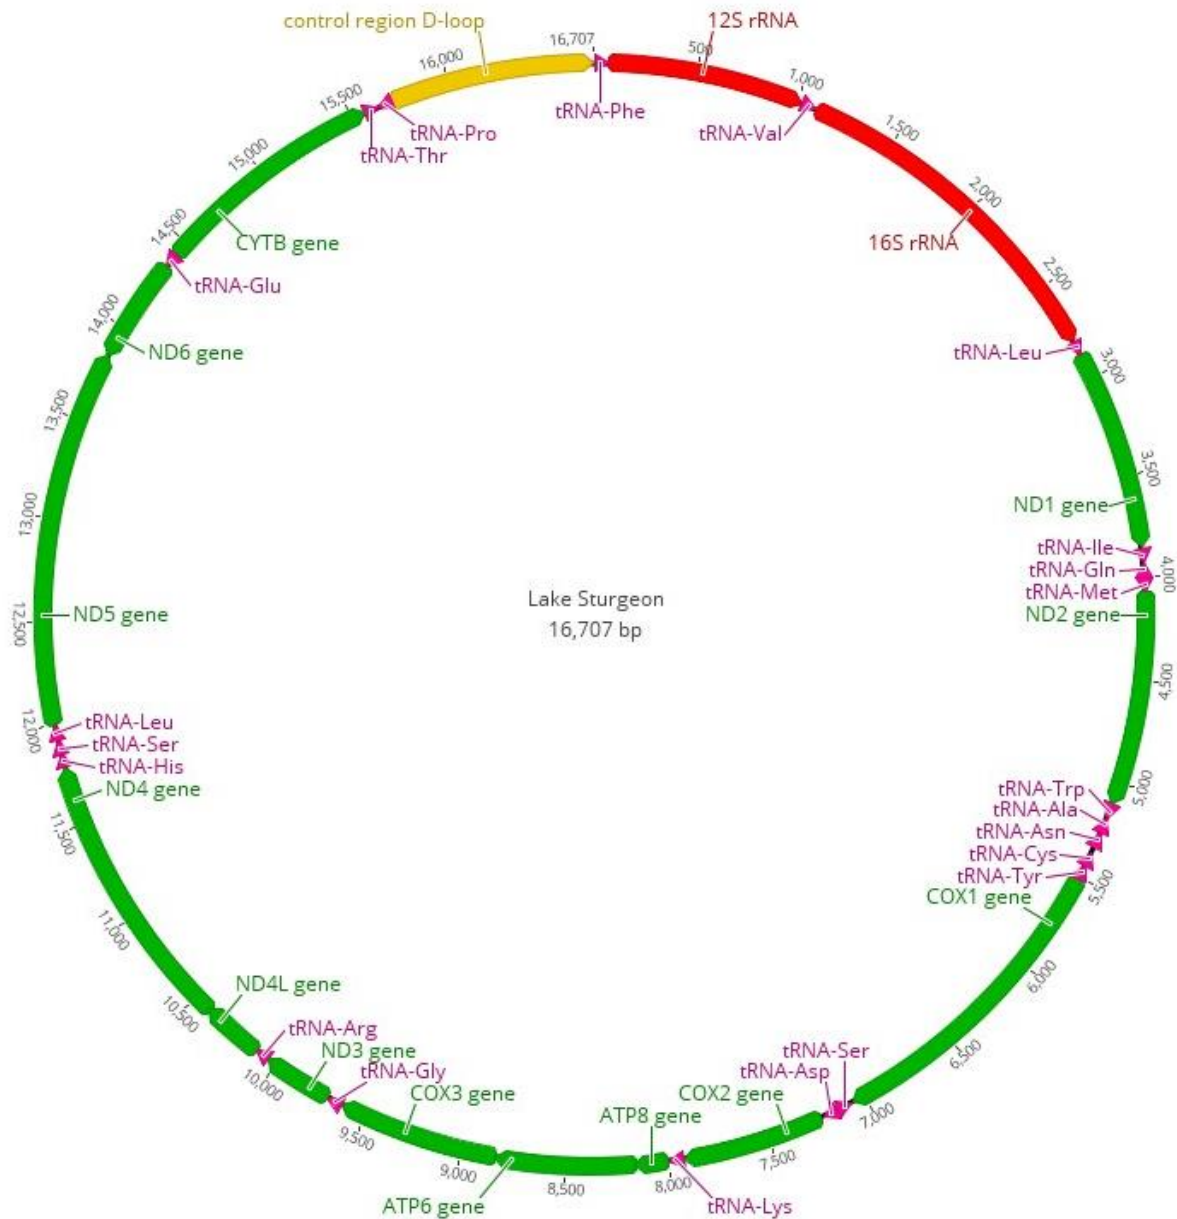 control region D-loop
12S rRNA
16,707
500
16,000
1,000
15,500
tRNA-Phe
tRNA-Pro
tRNA-Val
tRNA-Thr
1,500
15,000
2,000
14,500
CYTB gene
16S rRNA
tRNA-Glu
2,500
14,000
ND6 gene
tRNA-Leu
3,000
13,500
3,500
ND1 gene
13,000
tRNA-Ile
tRNA-Gln
4,000
tRNA-Met
Lake Sturgeon
16,707 bp
ND5 gene
ND2 gene
12,500
4,500
tRNA-Leu
12,000
tRNA-Ser
tRNA-His
ND4 gene
5,000
tRNA-Trp
tRNA-Ala
tRNA-Asn
tRNA-Cys
tRNA-Tyr
5,500
11,500
COX1 gene
11,000
6,000
ND4L gene
10,500
tRNA-Arg
ND3 gene
tRNA-Ser
6,500
tRNA-Gly
tRNA-Asp
10,000
COX3 gene
COX2 gene
ATP8 gene
7,000
9,500
7,500
9,000
8,500
8,000
ATP6 gene
tRNA-Lys